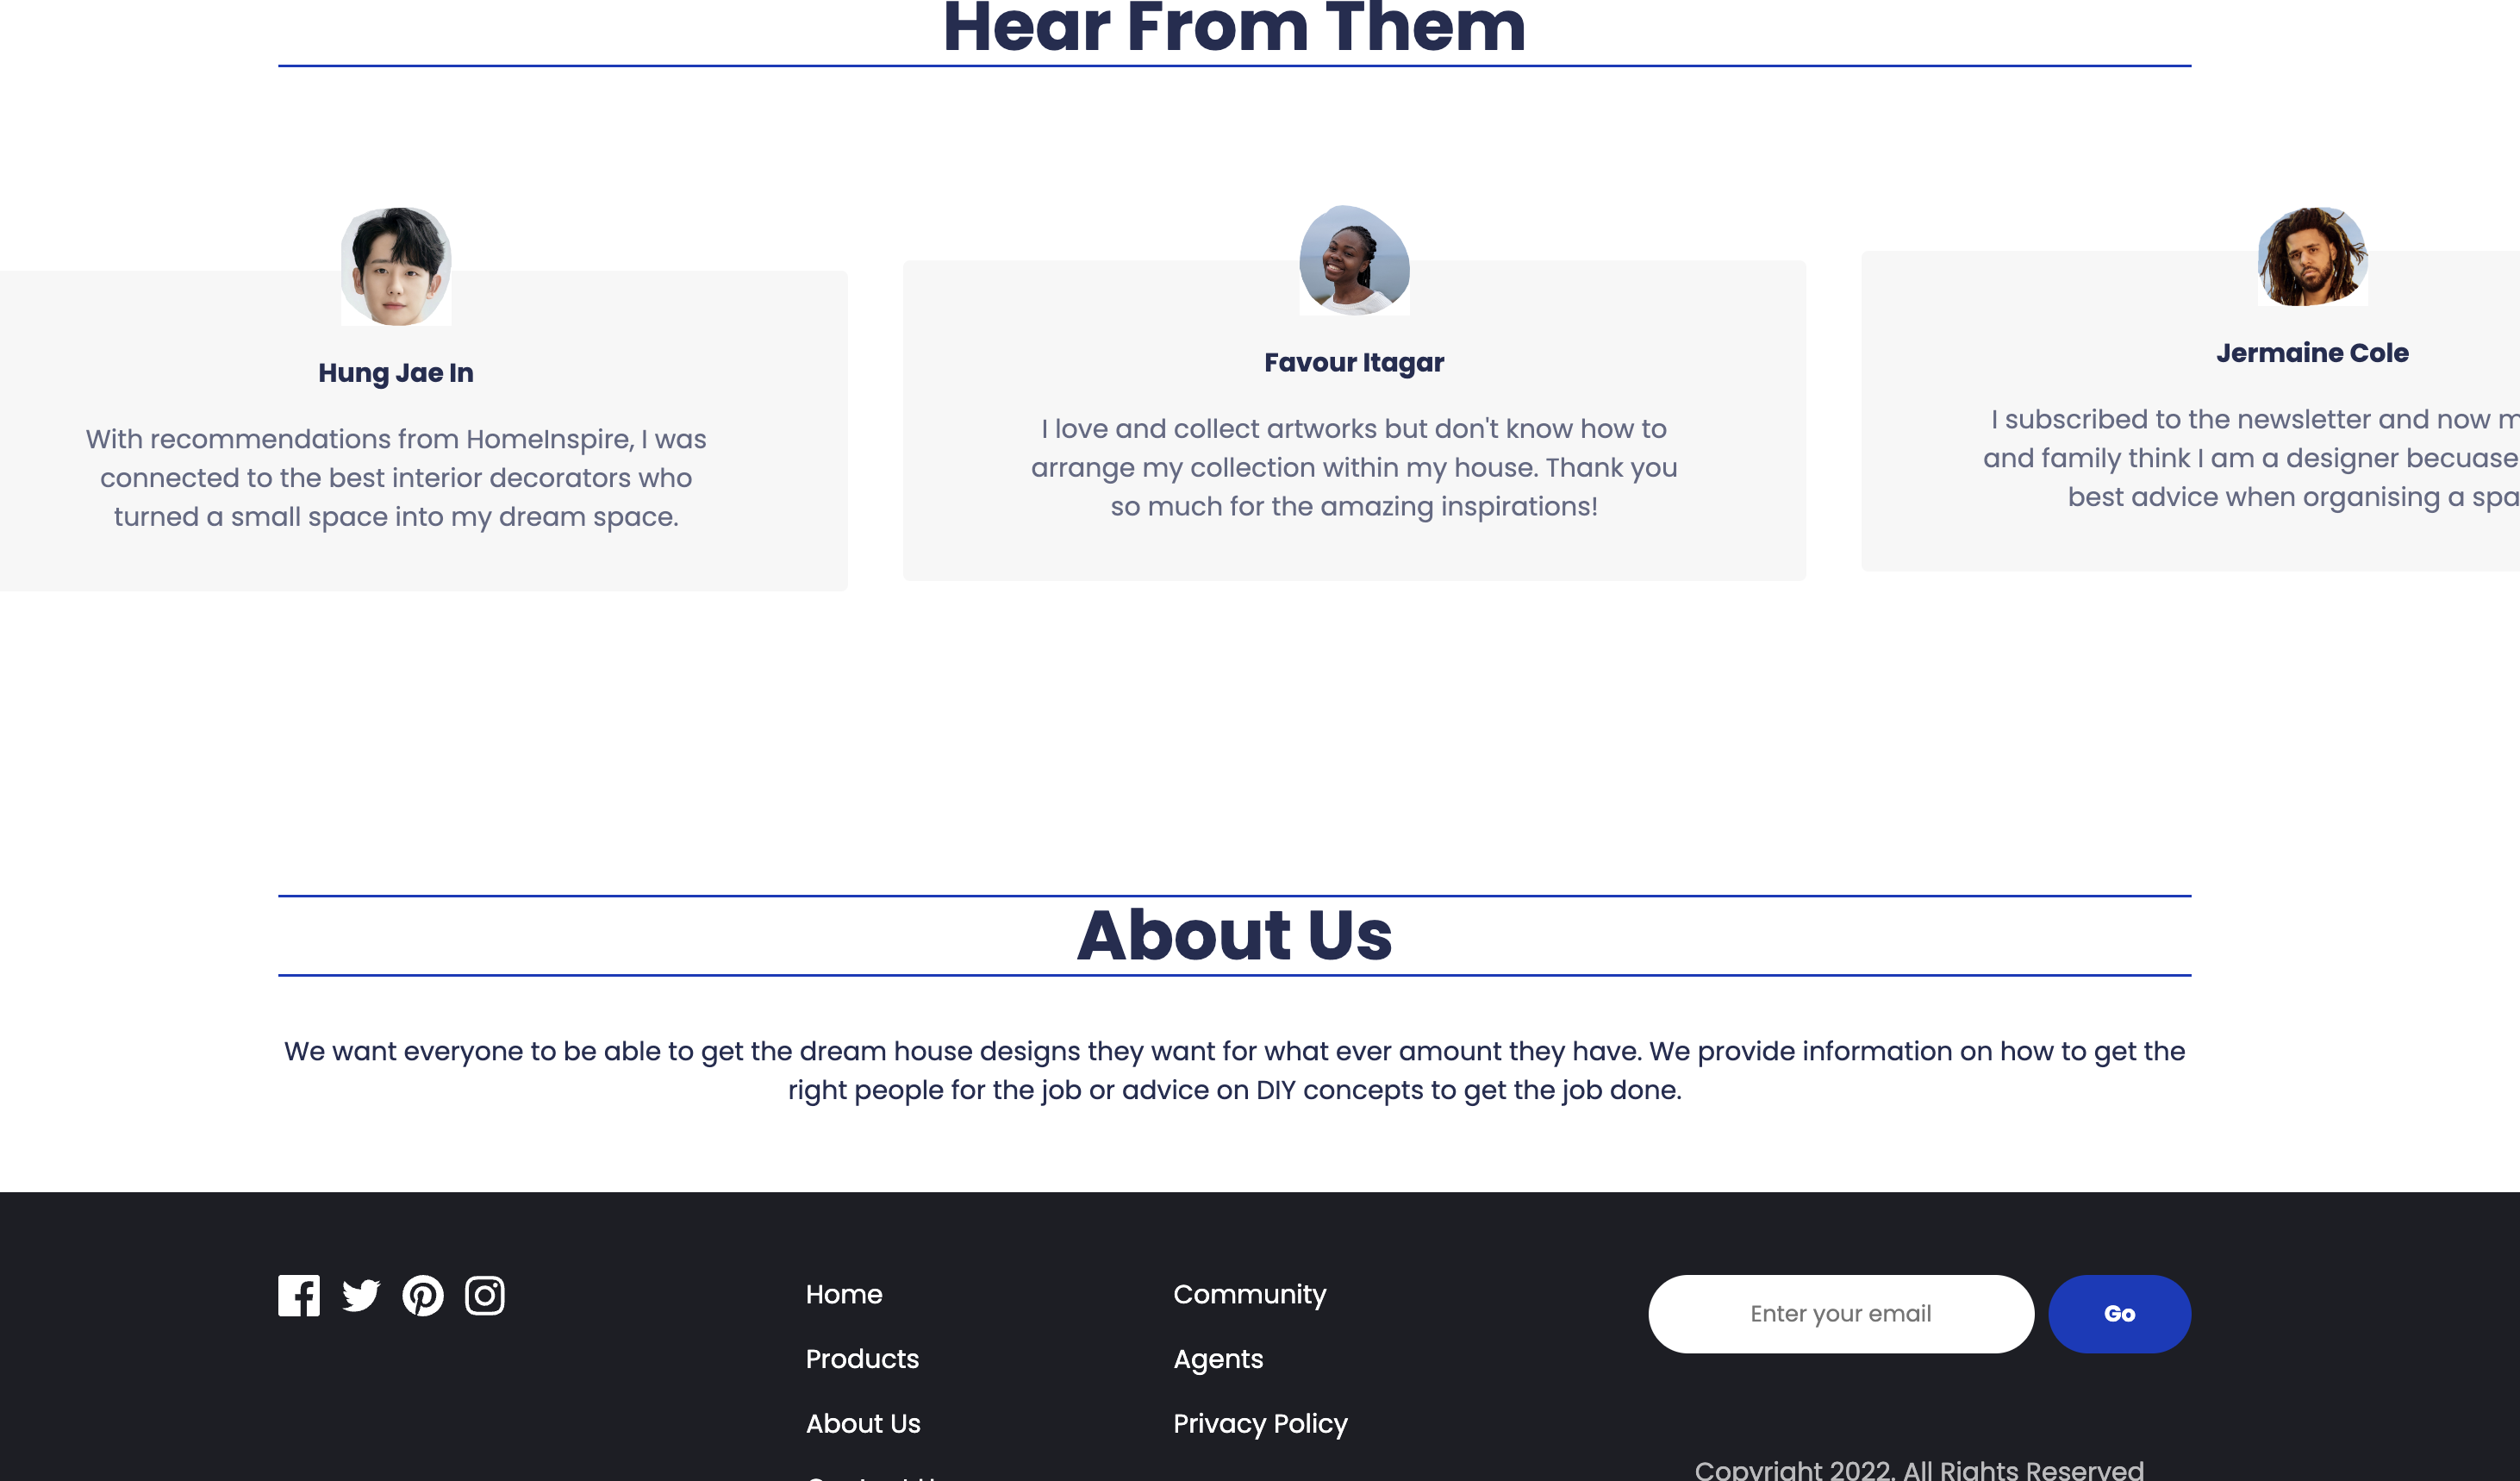 Hear From Them
Hung Jae In
With recommendations from HomeInspire, I was
connected to the best interior decorators who
turned a small space into my dream space.
Favour Itagar
I love and collect artworks but don't know how to
arrange my collection within my house. Thank you
so much for the amazing inspirations!
Jermaine Cole
I subscribed to the newsletter and now
and family think I am a designer becuase
best advice when organising a
About Us
We want everyone to be able to get the dream house designs they want for what ever amount they have. We provide information on how to get the
right people for the job or advice on DIY concepts to get the job done.
Home
Products
About Us
Community
Agents
Privacy Policy
Enter your email
Go
Copyright 2022. All Rights Reserved